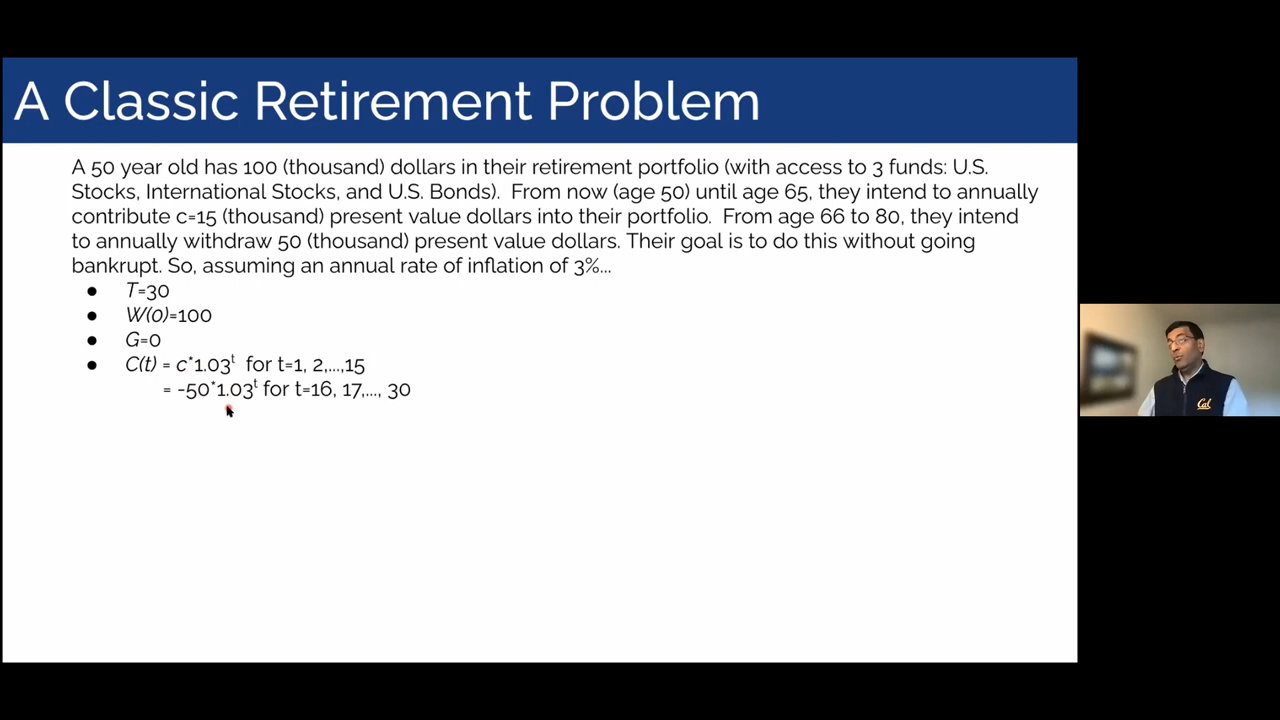 A Classic Retirement Problem
A 50 year old has 100 (thousand) dollars in their retirement portfolio (with access to 3 funds: U.S.
Stocks, International Stocks, and U.S. Bonds).  From now (age 50) until age 65, they intend to annually
contribute c=15 (thousand) present value dollars into their portfolio.  From age 66 to 80, they intend
to annually withdraw 50 (thousand) present value dollars. Their goal is to do this without going
bankrupt. So, assuming an annual rate of inflation of 3%...
● T=30
● W(0)=100
● G=0
● C(t) = c*1.03ᵗ for t=1, 2,...,15
= -50*1.03ᵗ for t=16, 17,..., 30
Cal